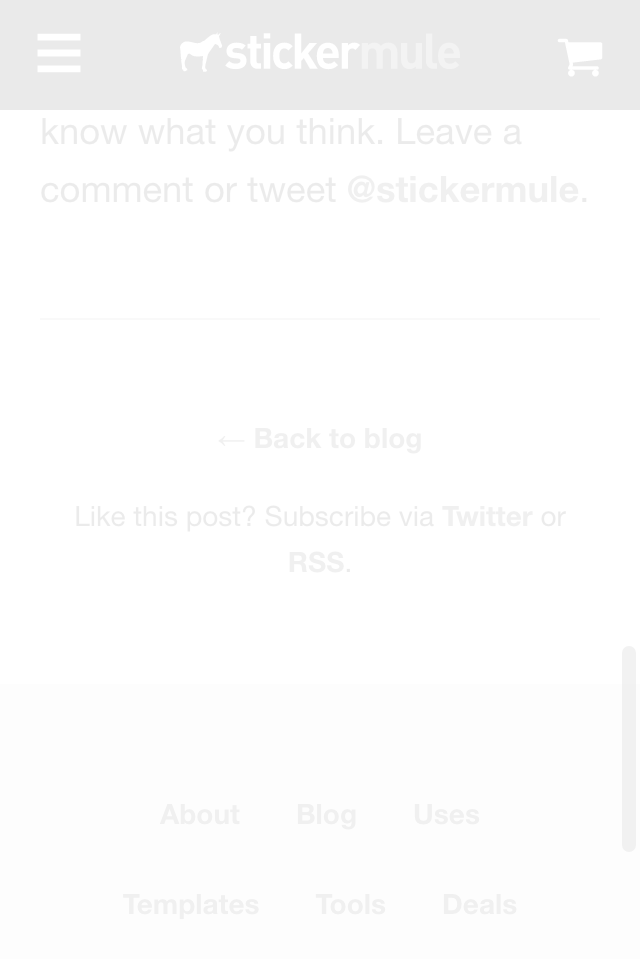 stickermule
know what you think. Leave a
comment or tweet @stickermule.
← Back to blog
Like this post? Subscribe via Twitter or
RSS.
About Blog Uses
Templates Tools Deals